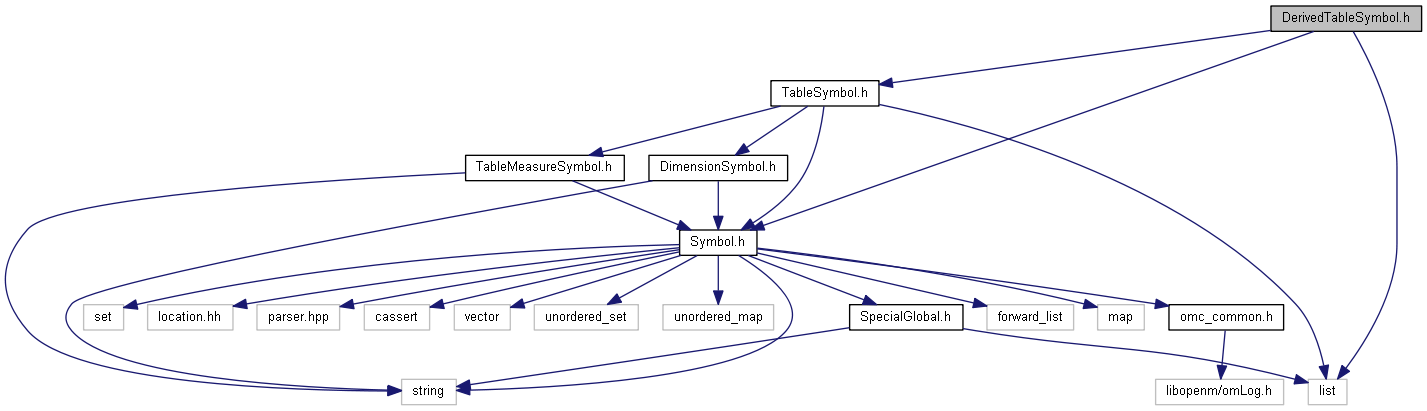 DerivedTableSymbol.h
TableSymbol.h
TableMeasureSymbol.h
DimensionSymbol.h
Symbol.h
set
location.hh
parser.hpp
cassert
vector
unordered_set
unordered_map
SpecialGlobal.h
forward_list
map
omc_common.h
string
libopenm/omLog.h
list